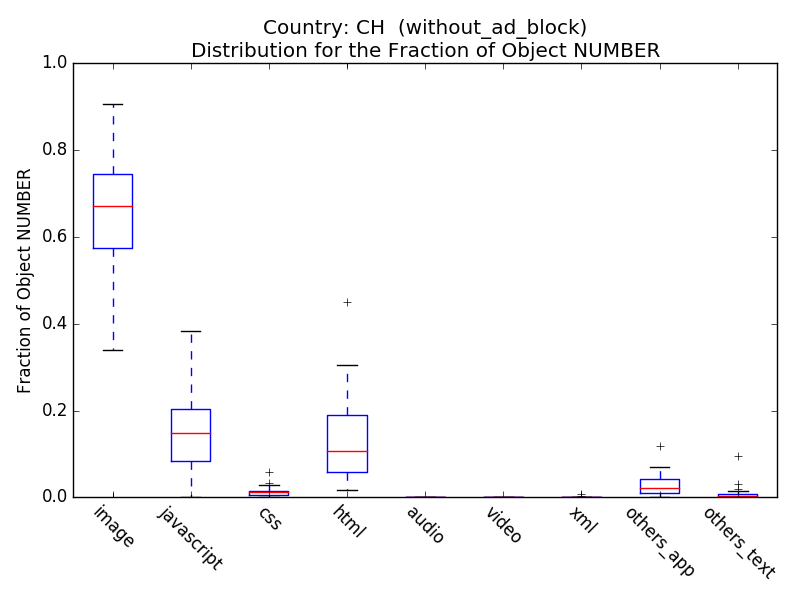 Country: CH  (without_ad_block)
Distribution for the Fraction of Object NUMBER
Fraction of Object NUMBER
1.0
0.8
0.6
0.4
0.2
0.0
image
javascript
css
html
audio
video
xml
others_app
others_text